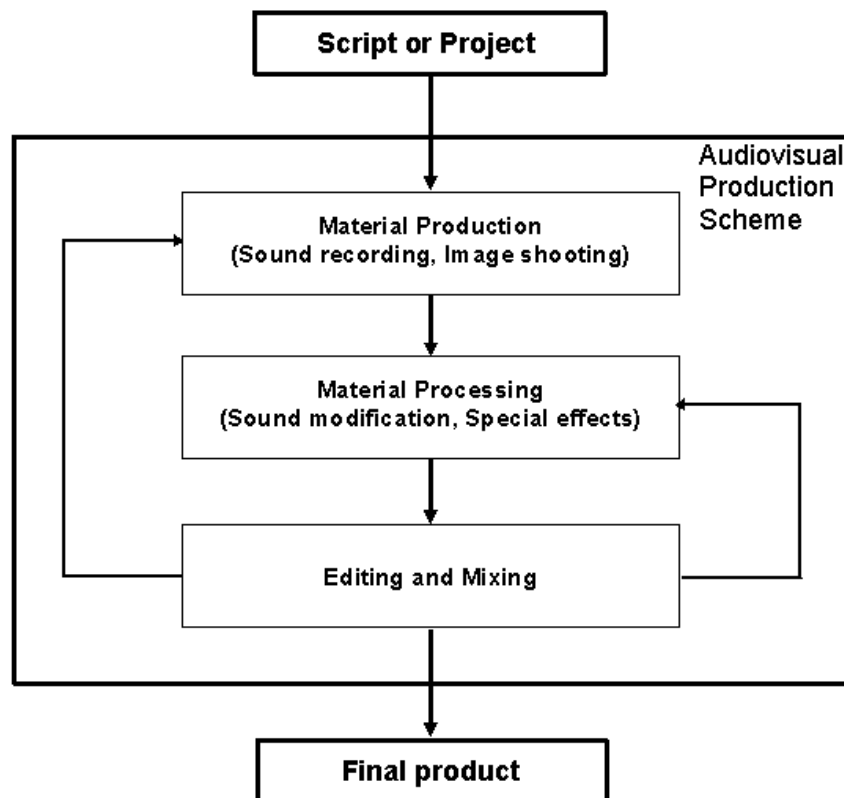 Script or Project
Audiovisual
Production
Scheme
Material Production
(Sound recording, Image shooting)
Material Processing
(Sound modification, Special effects)
Editing and Mixing
Final product